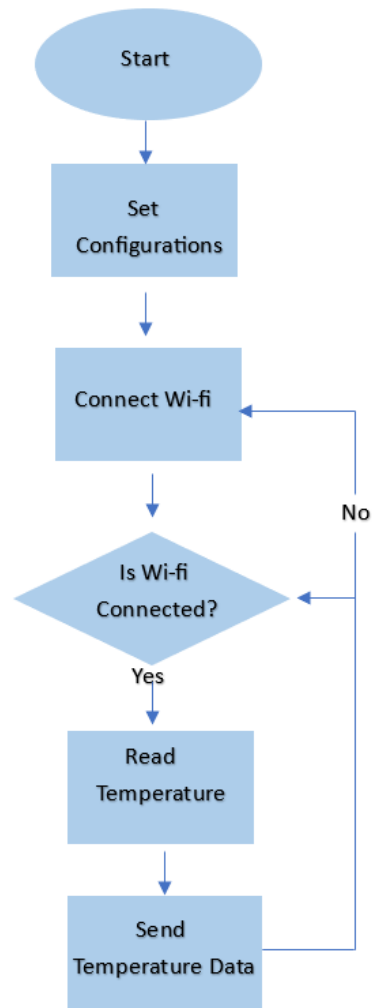 Start
Set
Configurations
Connect Wi-fi
No
Is Wi-fi
Connected?
Yes
Read
Temperature
Send
Temperature Data